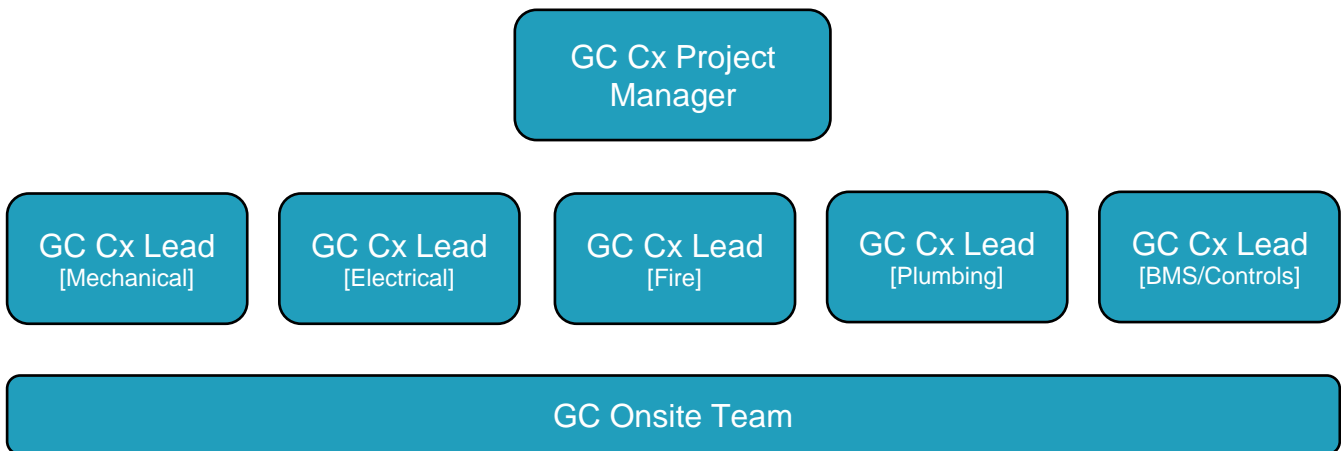 GC Cx Project
Manager
GC Cx Lead
[Mechanical]
GC Cx Lead
[Electrical]
GC Cx Lead
[Fire]
GC Cx Lead
[Plumbing]
GC Cx Lead
[BMS/Controls]
GC Onsite Team